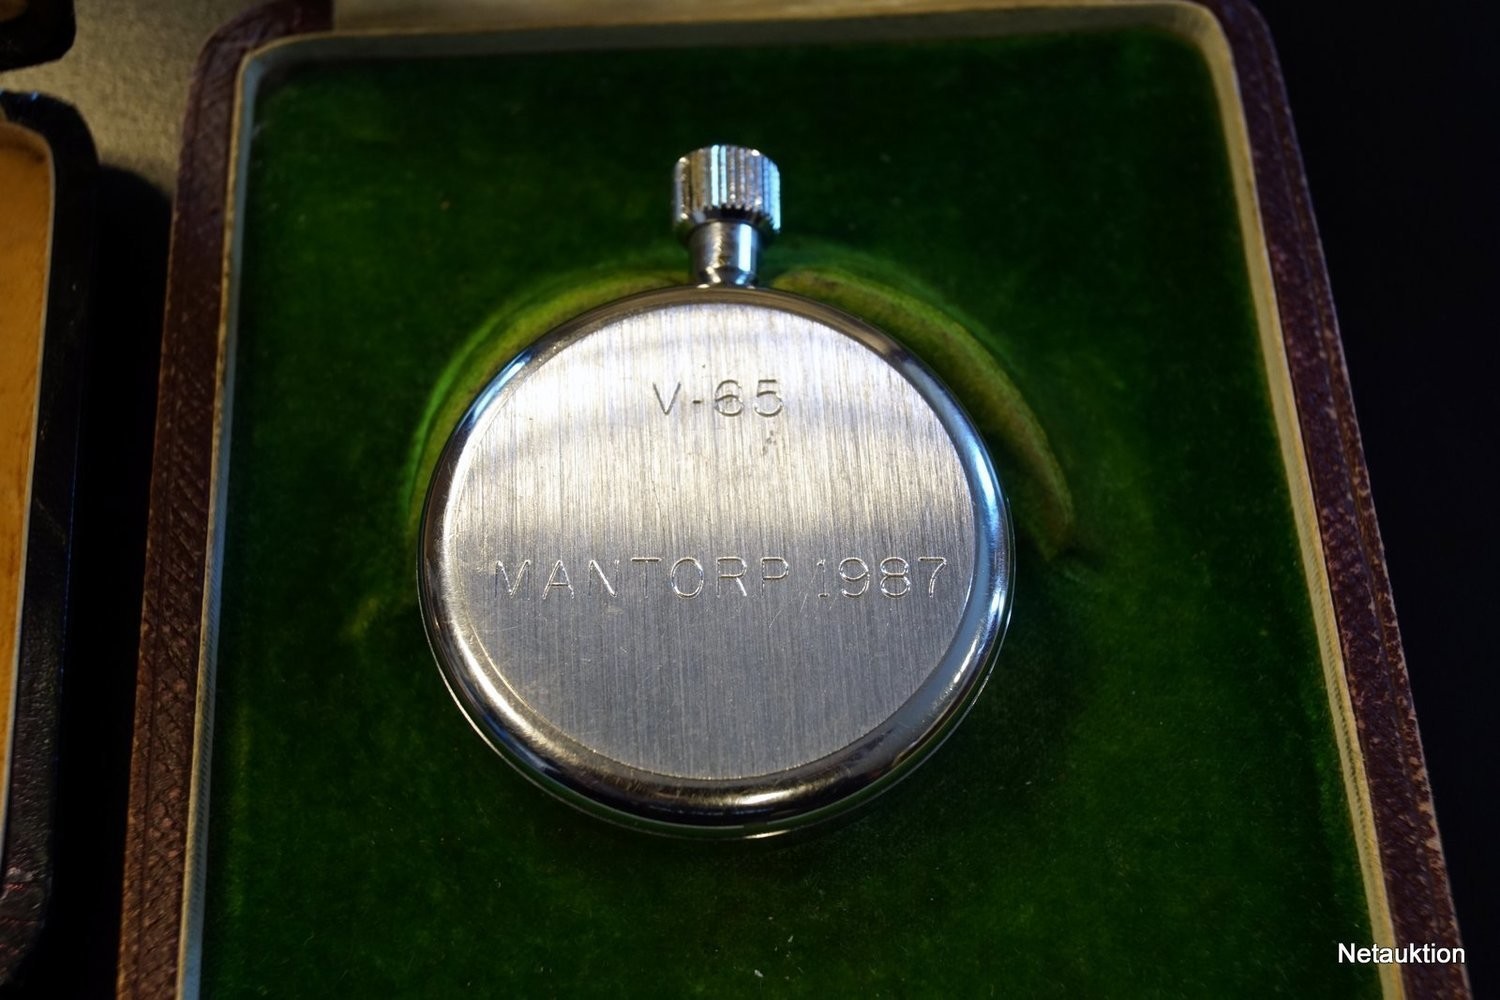 V-65
MANTORP 1987
Netauktion